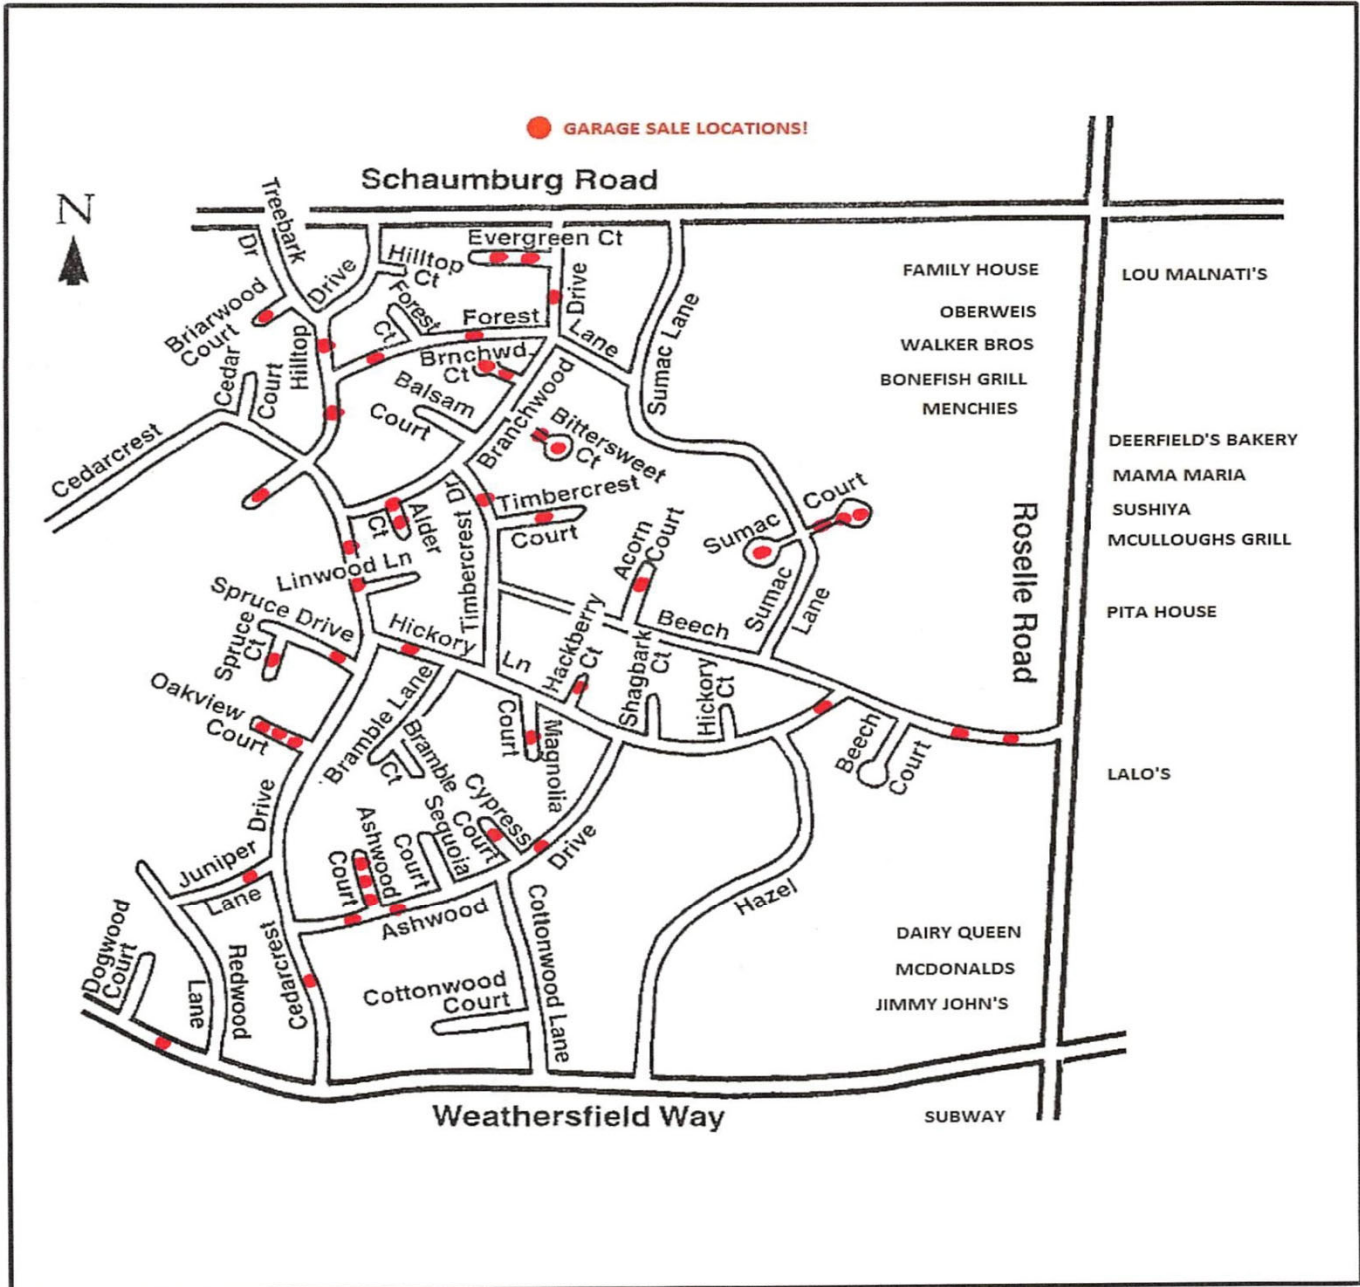 GARAGE SALE LOCATIONS!
Schaumburg Road
N
Treebark
Dr
Hilltop
Drive
Hilltop
Ct
Evergreen Ct
Drive
Briarwood
Court
Forest
Ct
Forest
Lane
Sumac Lane
Cedar
Court
Brnchwd
Ct
Balsam
Court
Branchwood
Bittersweet
Ct
Cedarcrest
Alder
Ct
Timbercrest Dr
Timbercrest
Court
Sumac
Court
Acorn
Court
Linwood Ln
Spruce Drive
Spruce
Ct
Hickory
Ln
Beech
Sumac
Lane
Hackberry
Ct
Shagbark
Ct
Hickory
Ct
Oakview
Court
Bramble Lane
Bramble
Ct
Magnolia
Court
Beech
Court
Cypress
Court
Sequoia
Court
Ashwood
Court
Drive
Juniper
Lane
Drive
Ashwood
Cottonwood Lane
Hazel
Dogwood
Court
Redwood
Lane
Cedarcrest
Cottonwood
Court
Weathersfield Way
Roselle Road
FAMILY HOUSE
OBERWEIS
WALKER BROS
BONEFISH GRILL
MENCHIES
LOU MALNATI'S
DEERFIELD'S BAKERY
MAMA MARIA
SUSHIYA
MCULLOUGHS GRILL
PITA HOUSE
LALO'S
DAIRY QUEEN
MCDONALDS
JIMMY JOHN'S
SUBWAY